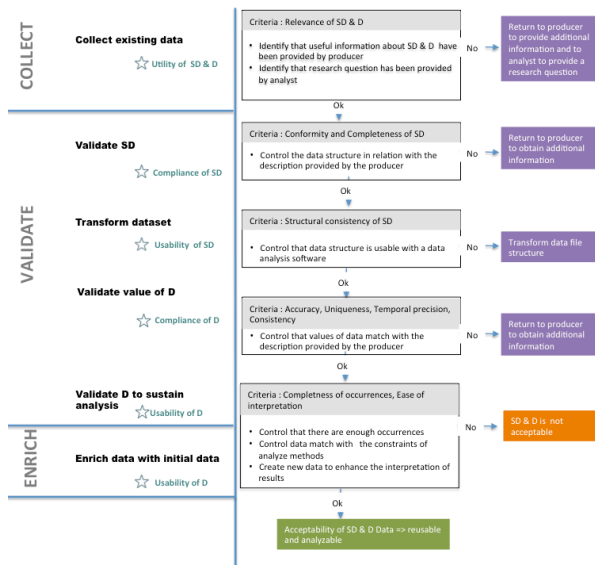 COLLECT
Collect existing data
Utility of SD & D
Criteria : Relevance of SD & D
• Identify that useful information about SD & D have
been provided by producer
• Identify that research question has been provided
by analyst
No
Return to producer
to provide additional
information and to
analyst to provide a
research question
Ok
VALIDATE
Validate SD
Compliance of SD
Criteria : Conformity and Completeness of SD
• Control the data structure in relation with the
description provided by the producer
No
Return to producer
to obtain additional
information
Ok
Transform dataset
Usability of SD
Criteria : Structural consistency of SD
• Control that data structure is usable with a data
analysis software
No
Transform data file
structure
Ok
Validate value of D
Compliance of D
Criteria : Accuracy, Uniqueness, Temporal precision,
Consistency
• Control that values of data match with the
description provided by the producer
No
Return to producer
to obtain additional
information
Ok
Validate D to sustain
analysis
Usability of D
Criteria : Completness of occurrences, Ease of
interpretation
• Control that there are enough occurrences
• Control data match with the constraints of
analyze methods
• Create new data to enhance the interpretation of
results
No
SD & D is not
acceptable
ENRICH
Enrich data with initial data
Usability of D
Ok
Acceptability of SD & D Data => reusable
and analyzable